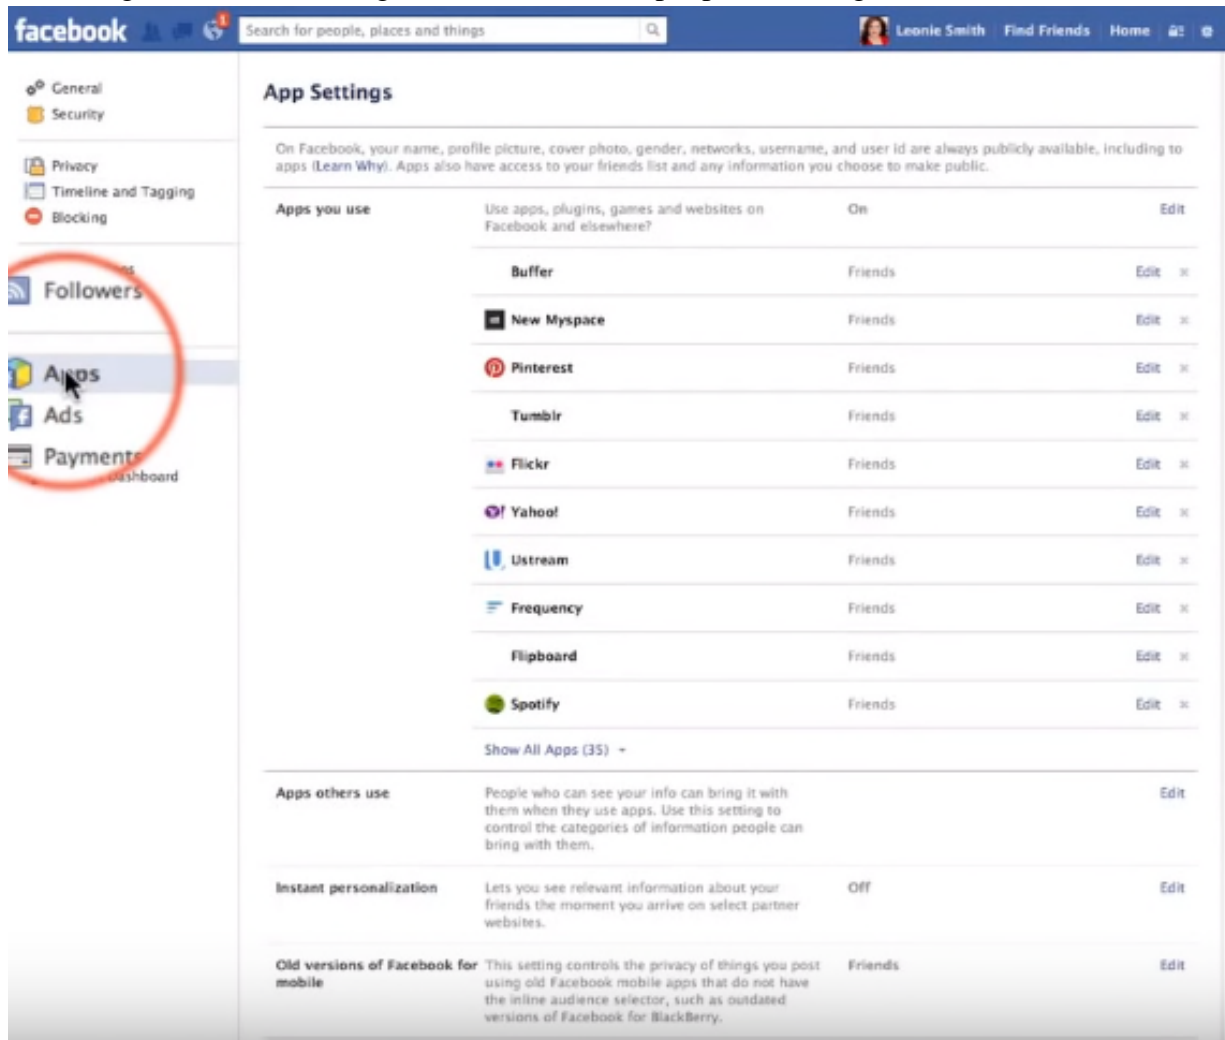 facebook
1
Search for people, places and things
Leonie Smith
Find Friends
Home
General
Security
Privacy
Timeline and Tagging
Blocking
Followers
Apps
Ads
Payments
App Settings
On Facebook, your name, profile picture, cover photo, gender, networks, username, and user id are always publicly available, including to
apps (Learn Why). Apps also have access to your friends list and any information you choose to make public.
Apps you use
Use apps, plugins, games and websites on
Facebook and elsewhere?
On
Edit
Buffer Friends Edit
New Myspace Friends Edit
Pinterest Friends Edit
Tumblr Friends Edit
Flickr Friends Edit
Yahoo! Friends Edit
Ustream Friends Edit
Frequency Friends Edit
Flipboard Friends Edit
Spotify Friends Edit
Show All Apps (35)
Apps others use
People who can see your info can bring it with
them when they use apps. Use this setting to
control the categories of information people can
bring with them.
Edit
Instant personalization
Lets you see relevant information about your
friends the moment you arrive on select partner
websites.
Off
Edit
Old versions of Facebook for
mobile
This setting controls the privacy of things you post
using old Facebook mobile apps that do not have
the inline audience selector, such as outdated
versions of Facebook for BlackBerry.
Friends
Edit